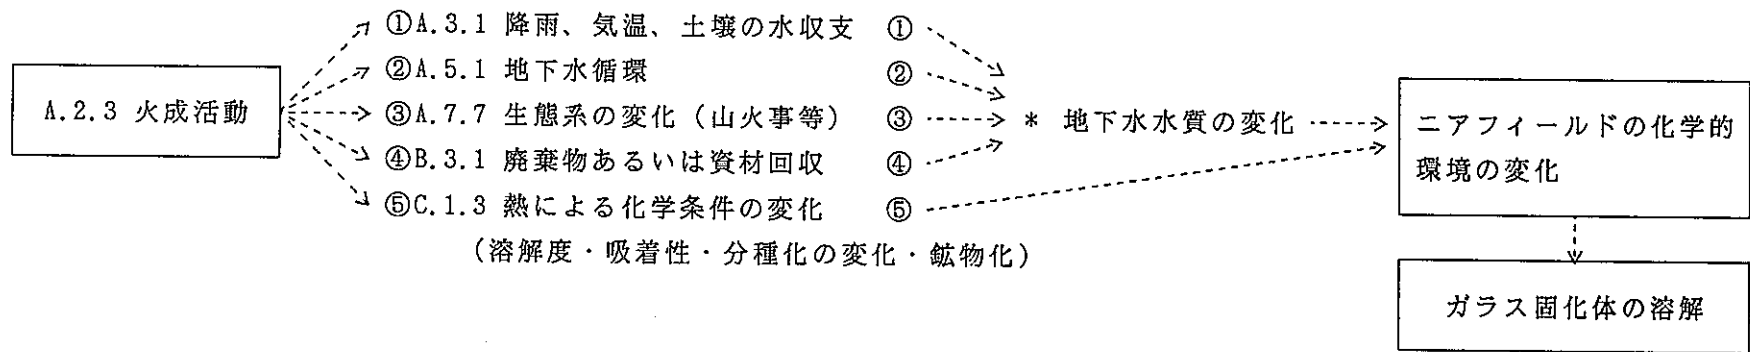 ①A.3.1 降雨、気温、土壌の水収支 ①
②A.5.1 地下水循環 ②
A.2.3 火成活動
③A.7.7 生態系の変化（山火事等） ③
* 地下水水質の変化
ニアフィールドの化学的
環境の変化
④B.3.1 廃棄物あるいは資材回収 ④
⑤C.1.3 熱による化学条件の変化 ⑤
（溶解度・吸着性・分種化の変化・鉱物化）
ガラス固化体の溶解